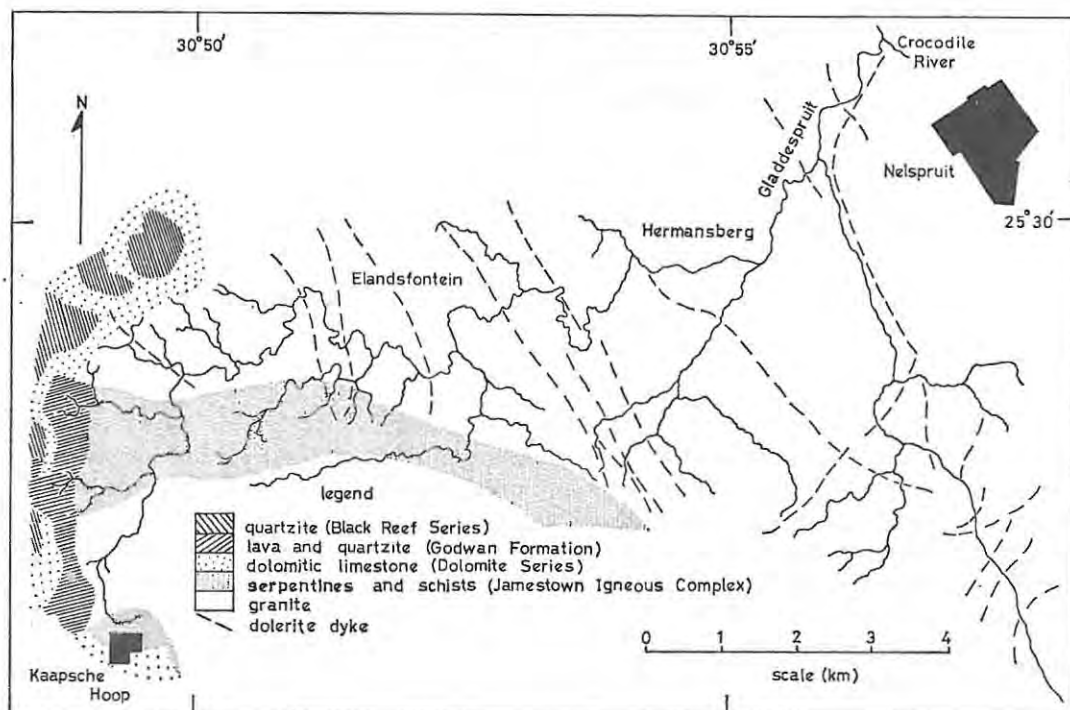 30°50'
30°55'
Crocodile
River
N
Gladdespruit
Nelspruit
25°30'
Hermansberg
Elandsfontein
legend
quartzite (Black Reef Series)
lava and quartzite (Godwan Formation)
dolomitic limestone (Dolomite Series)
serpentines and schists (Jamestown Igneous Complex)
granite
dolerite dyke
0 1 2 3 4
scale (km)
Kaapsche
Hoop